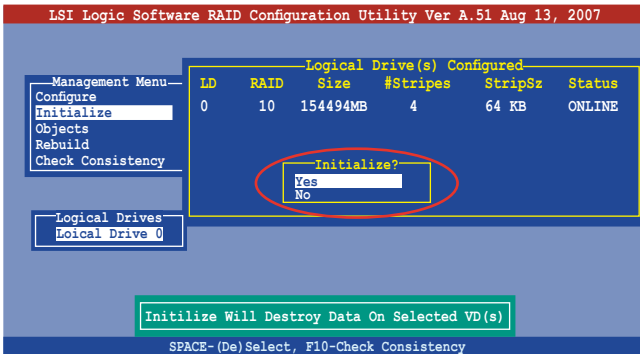 LSI Logic Software RAID Configuration Utility Ver A.51 Aug 13, 2007
Logical Drive(s) Configured
LD RAID Size #Stripes StripSz Status
0 10 154494MB 4 64 KB ONLINE
Management Menu
Configure
Initialize
Objects
Rebuild
Check Consistency
Initialize?
Yes
No
Logical Drives
Loical Drive 0
Initilize Will Destroy Data On Selected VD(s)
SPACE-(De)Select, F10-Check Consistency